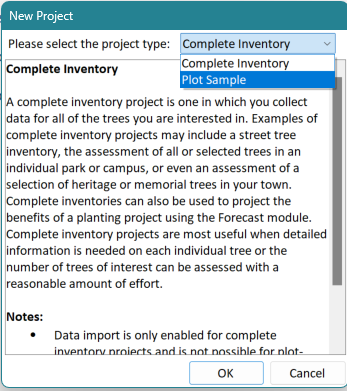 New Project
Please select the project type: Complete Inventory
Complete Inventory
Plot Sample
Complete Inventory
A complete inventory project is one in which you collect
data for all of the trees you are interested in. Examples of
complete inventory projects may include a street tree
inventory, the assessment of all or selected trees in an
individual park or campus, or even an assessment of a
selection of heritage or memorial trees in your town.
Complete inventories can also be used to project the
benefits of a planting project using the Forecast module.
Complete inventory projects are most useful when detailed
information is needed on each individual tree or the
number of trees of interest can be assessed with a
reasonable amount of effort.
Notes:
• Data import is only enabled for complete
inventory projects and is not possible for plot-
OK Cancel